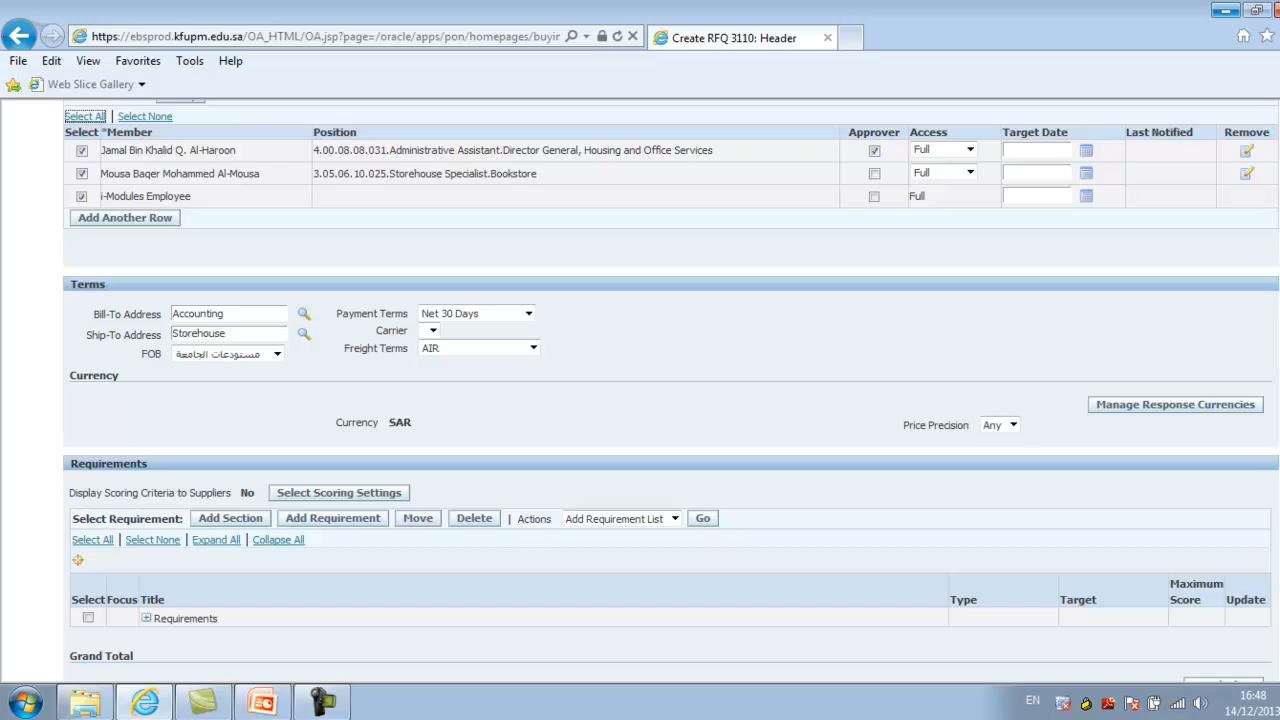 https://ebsprod.kfupm.edu.sa/OA_HTML/OA.jsp?page=/oracle/apps/pon/homepages/buyir
Create RFQ 3110: Header
File Edit View Favorites Tools Help
Web Slice Gallery
Select All | Select None
Select *Member Position Approver Access Target Date Last Notified Remove
Jamal Bin Khalid Q. Al-Haroon 4.00.08.08.031.Administrative Assistant.Director General, Housing and Office Services Full
Mousa Baqer Mohammed Al-Mousa 3.05.06.10.025.Storehouse Specialist.Bookstore Full
i-Modules Employee Full
Add Another Row
Terms
Bill-To Address Accounting Payment Terms Net 30 Days
Ship-To Address Storehouse Carrier
FOB مستودعات الجامعة Freight Terms AIR
Currency
Manage Response Currencies
Currency SAR Price Precision Any
Requirements
Display Scoring Criteria to Suppliers No Select Scoring Settings
Select Requirement: Add Section Add Requirement Move Delete | Actions Add Requirement List Go
Select All | Select None | Expand All | Collapse All
Select Focus Title Type Target Maximum Score Update
Requirements
Grand Total
EN 16:48
14/12/2013